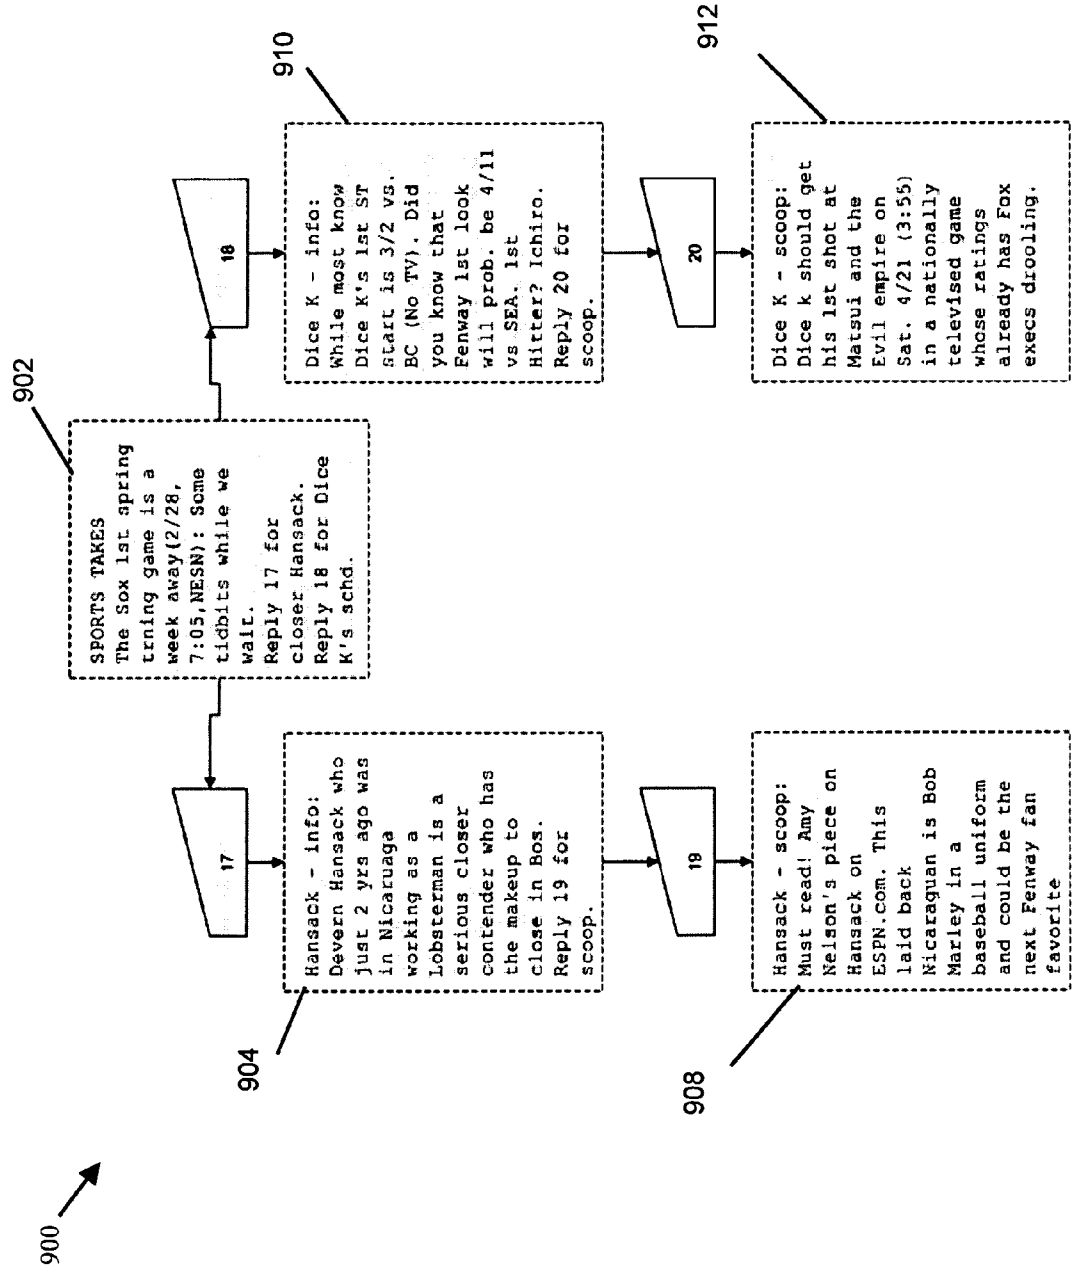 900
902
SPORTS TAKES
The Sox 1st spring
trning game is a
week away(2/28,
7:05,NESN): Some
tidbits while we
wait.
Reply 17 for
closer Hansack.
Reply 18 for Dice
K's schd.
17
18
904
Hansack - info:
Devern Hansack who
just 2 yrs ago was
in Nicaruaga
working as a
Lobsterman is a
serious closer
contender who has
the makeup to
close in Bos.
Reply 19 for
scoop.
910
Dice K - info:
While most know
Dice K's 1st ST
start is 3/2 vs.
BC (No TV). Did
you know that
Fenway 1st look
will prob. be 4/11
vs SEA. 1st
Hitter? Ichiro.
Reply 20 for
scoop.
19
20
908
Hansack - scoop:
Must read! Amy
Nelson's piece on
Hansack on
ESPN.com. This
laid back
Nicaraguan is Bob
Marley in a
baseball uniform
and could be the
next Fenway fan
favorite
912
Dice K - scoop:
Dice k should get
his 1st shot at
Matsui and the
Evil empire on
Sat. 4/21 (3:55)
in a nationally
televised game
whose ratings
already has Fox
execs drooling.